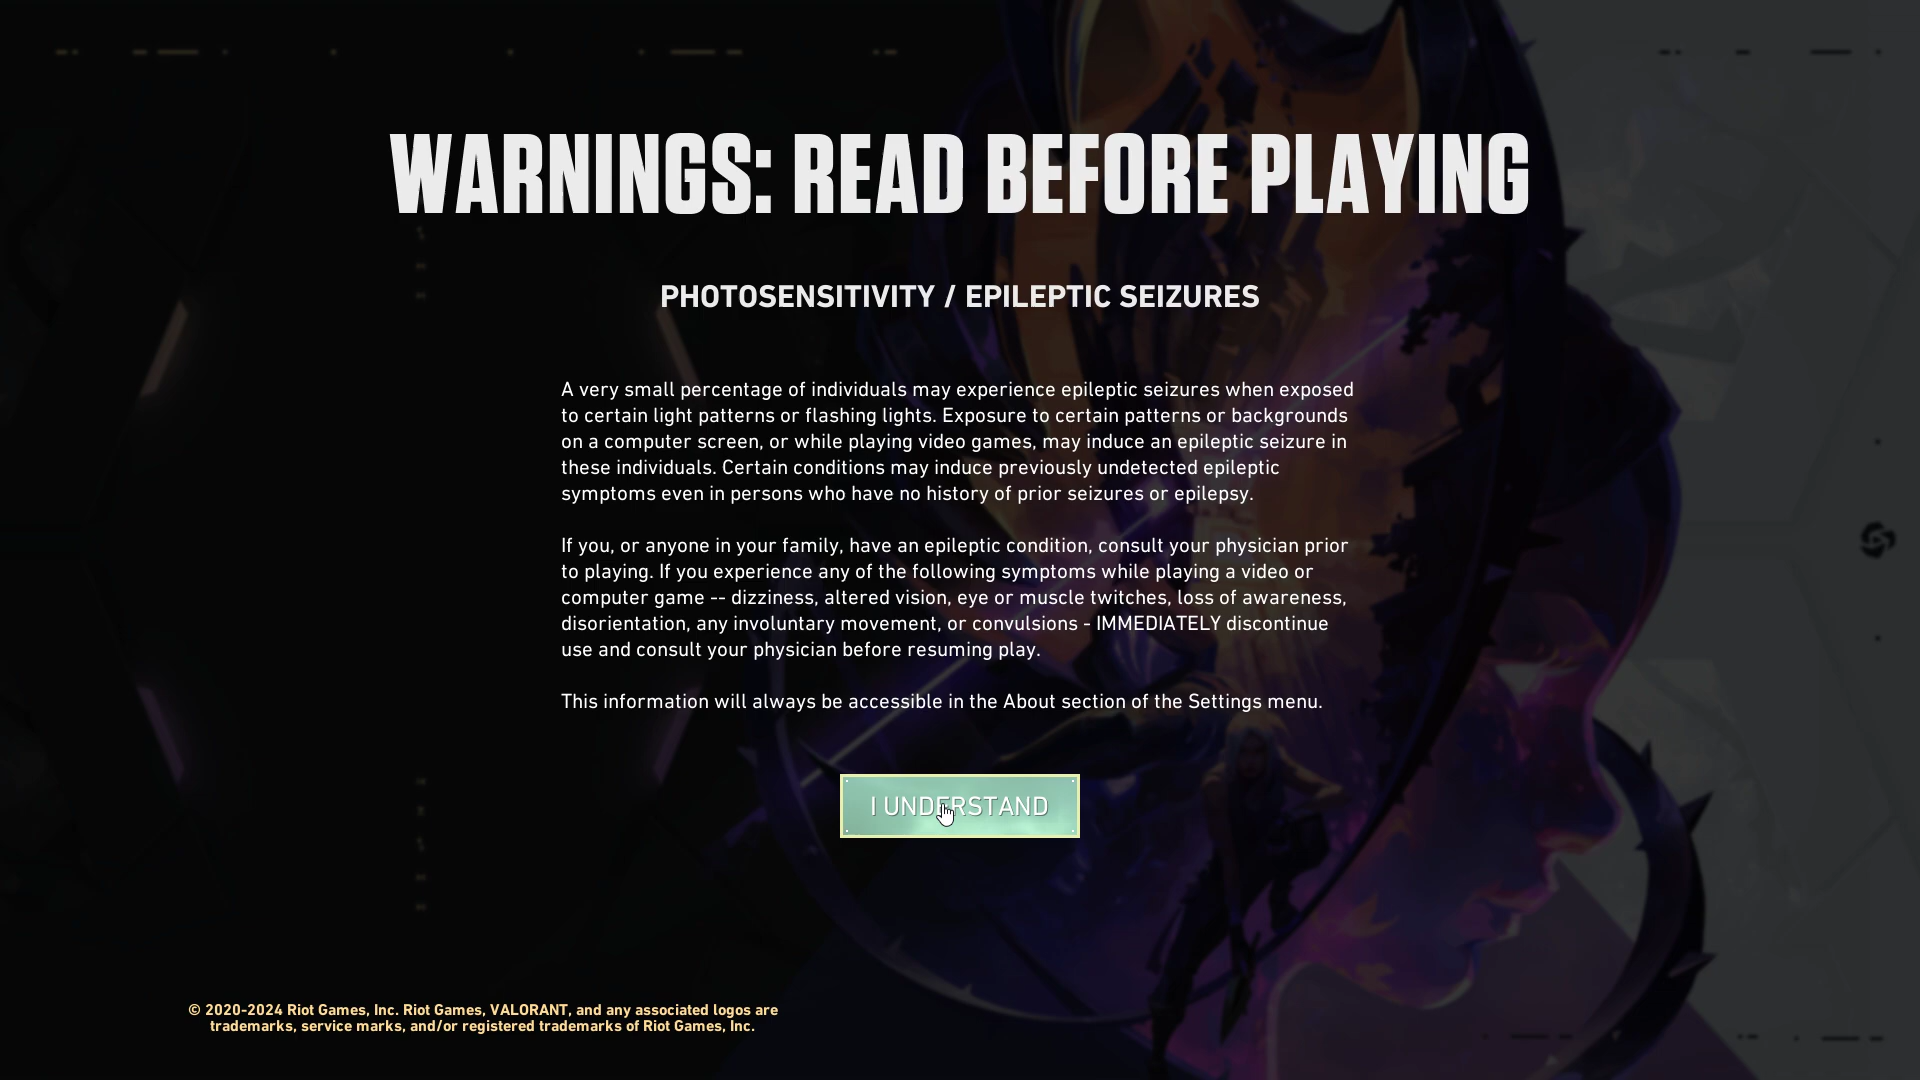 WARNINGS: READ BEFORE PLAYING
PHOTOSENSITIVITY / EPILEPTIC SEIZURES
A very small percentage of individuals may experience epileptic seizures when exposed
to certain light patterns or flashing lights. Exposure to certain patterns or backgrounds
on a computer screen, or while playing video games, may induce an epileptic seizure in
these individuals. Certain conditions may induce previously undetected epileptic
symptoms even in persons who have no history of prior seizures or epilepsy.
If you, or anyone in your family, have an epileptic condition, consult your physician prior
to playing. If you experience any of the following symptoms while playing a video or
computer game -- dizziness, altered vision, eye or muscle twitches, loss of awareness,
disorientation, any involuntary movement, or convulsions - IMMEDIATELY discontinue
use and consult your physician before resuming play.
This information will always be accessible in the About section of the Settings menu.
I UNDERSTAND
© 2020-2024 Riot Games, Inc. Riot Games, VALORANT, and any associated logos are
trademarks, service marks, and/or registered trademarks of Riot Games, Inc.